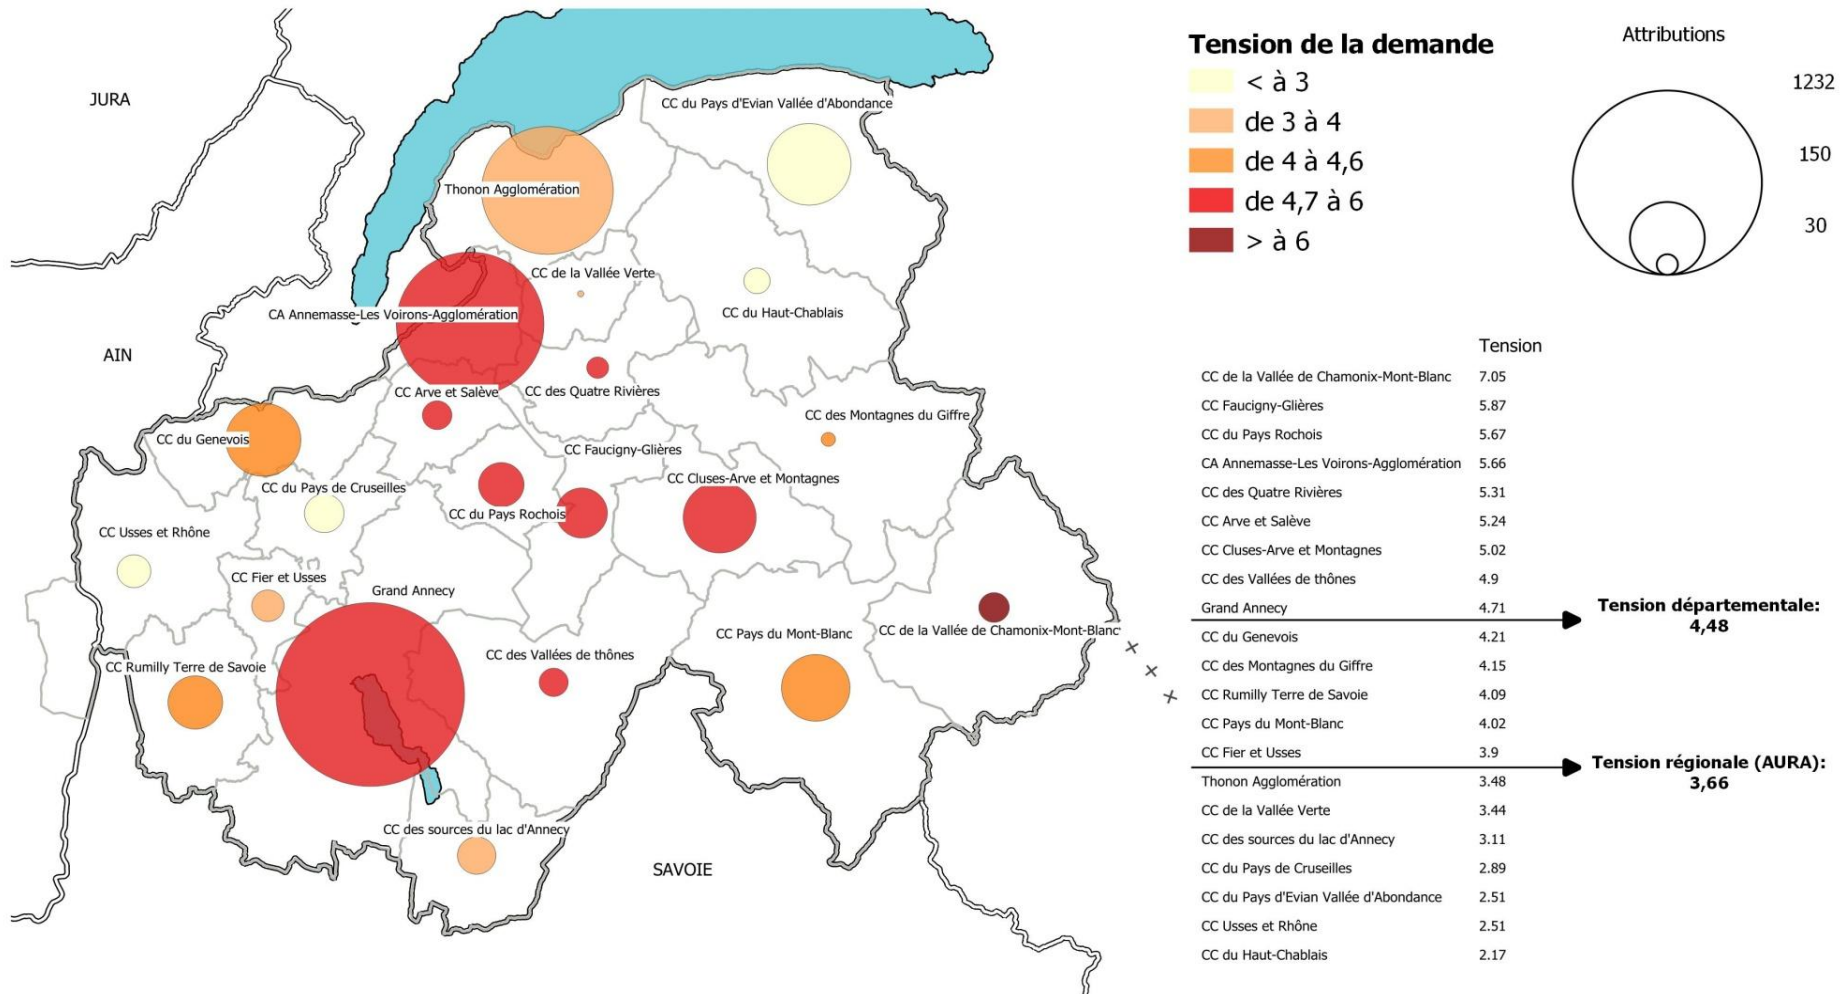 JURA
AIN
SAVOIE
CC du Pays d'Evian Vallée d'Abondance
Thonon Agglomération
CC de la Vallée Verte
CA Annemasse-Les Voirons-Agglomération
CC du Haut-Chablais
CC Arve et Salève
CC des Quatre Rivières
CC des Montagnes du Giffre
CC du Genevois
CC Faucigny-Glières
CC Cluses-Arve et Montagnes
CC du Pays de Cruseilles
CC du Pays Rochois
CC Usses et Rhône
CC Fier et Usses
Grand Annecy
CC Pays du Mont-Blanc
CC de la Vallée de Chamonix-Mont-Blanc
CC des Vallées de thônes
CC Rumilly Terre de Savoie
CC des sources du lac d'Annecy
Tension de la demande
< à 3
de 3 à 4
de 4 à 4,6
de 4,7 à 6
> à 6
Attributions
1232
150
30
Tension
CC de la Vallée de Chamonix-Mont-Blanc 7.05
CC Faucigny-Glières 5.87
CC du Pays Rochois 5.67
CA Annemasse-Les Voirons-Agglomération 5.66
CC des Quatre Rivières 5.31
CC Arve et Salève 5.24
CC Cluses-Arve et Montagnes 5.02
CC des Vallées de thônes 4.9
Grand Annecy 4.71
Tension départementale:
4,48
CC du Genevois 4.21
CC des Montagnes du Giffre 4.15
CC Rumilly Terre de Savoie 4.09
CC Pays du Mont-Blanc 4.02
CC Fier et Usses 3.9
Tension régionale (AURA):
3,66
Thonon Agglomération 3.48
CC de la Vallée Verte 3.44
CC des sources du lac d'Annecy 3.11
CC du Pays de Cruseilles 2.89
CC du Pays d'Evian Vallée d'Abondance 2.51
CC Usses et Rhône 2.51
CC du Haut-Chablais 2.17